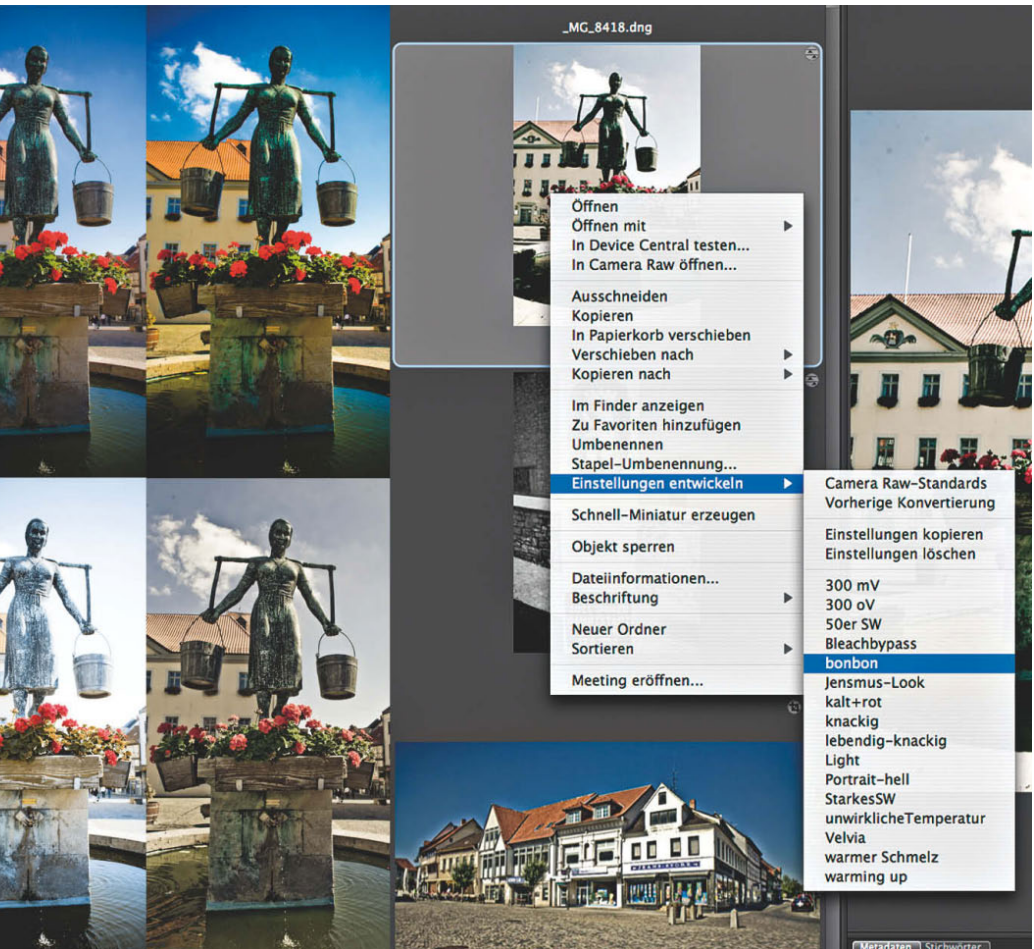 _MG_8418.dng
Öffnen
Öffnen mit
In Device Central testen...
In Camera Raw öffnen...
Ausschneiden
Kopieren
In Papierkorb verschieben
Verschieben nach
Kopieren nach
Im Finder anzeigen
Zu Favoriten hinzufügen
Umbenennen
Stapel-Umbenennung...
Einstellungen entwickeln
Schnell-Miniatur erzeugen
Objekt sperren
Dateiinformationen...
Beschriftung
Neuer Ordner
Sortieren
Meeting eröffnen...
Camera Raw-Standards
Vorherige Konvertierung
Einstellungen kopieren
Einstellungen löschen
300 mV
300 oV
50er SW
Bleachbypass
bonbon
Jensmus-Look
kalt+rot
knackig
lebendig-knackig
Light
Portrait-hell
StarkesSW
unwirklicheTemperatur
Velvia
warmer Schmelz
warming up
Metadaten Stichwörter